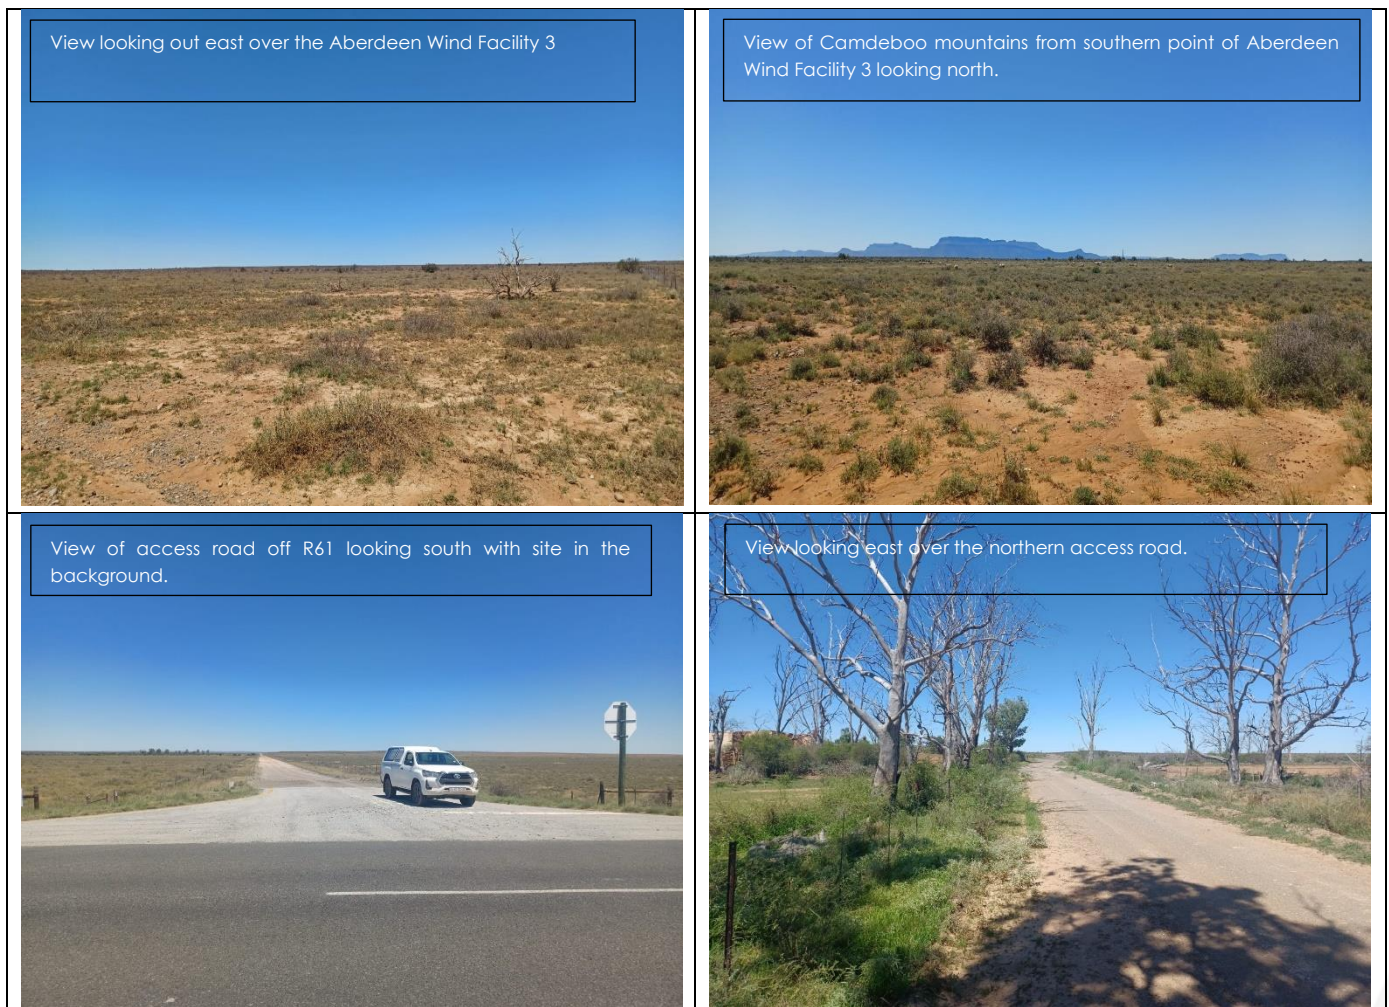 View looking out east over the Aberdeen Wind Facility 3
View of Camdeboo mountains from southern point of Aberdeen
Wind Facility 3 looking north.
View of access road off R61 looking south with site in the
background.
View looking east over the northern access road.